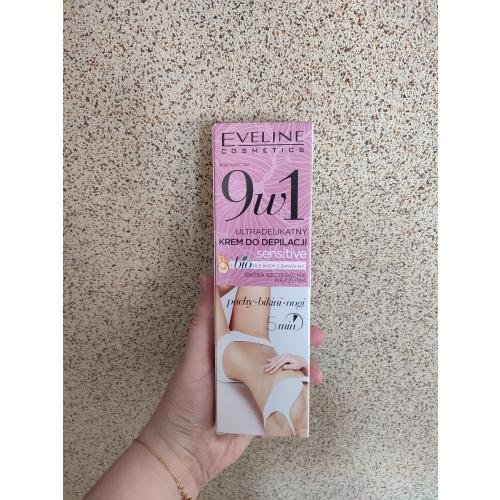 EVELINE
COSMETICS
INNOWACJA!
9w1
ULTRADELIKATNY
KREM DO DEPILACJI
sensitive
bio OLEJKIEM Z BAWEŁNY
SKÓRA SZCZEGÓLNIE
WRAŻLIWA
pachy • bikini • nogi
5 min